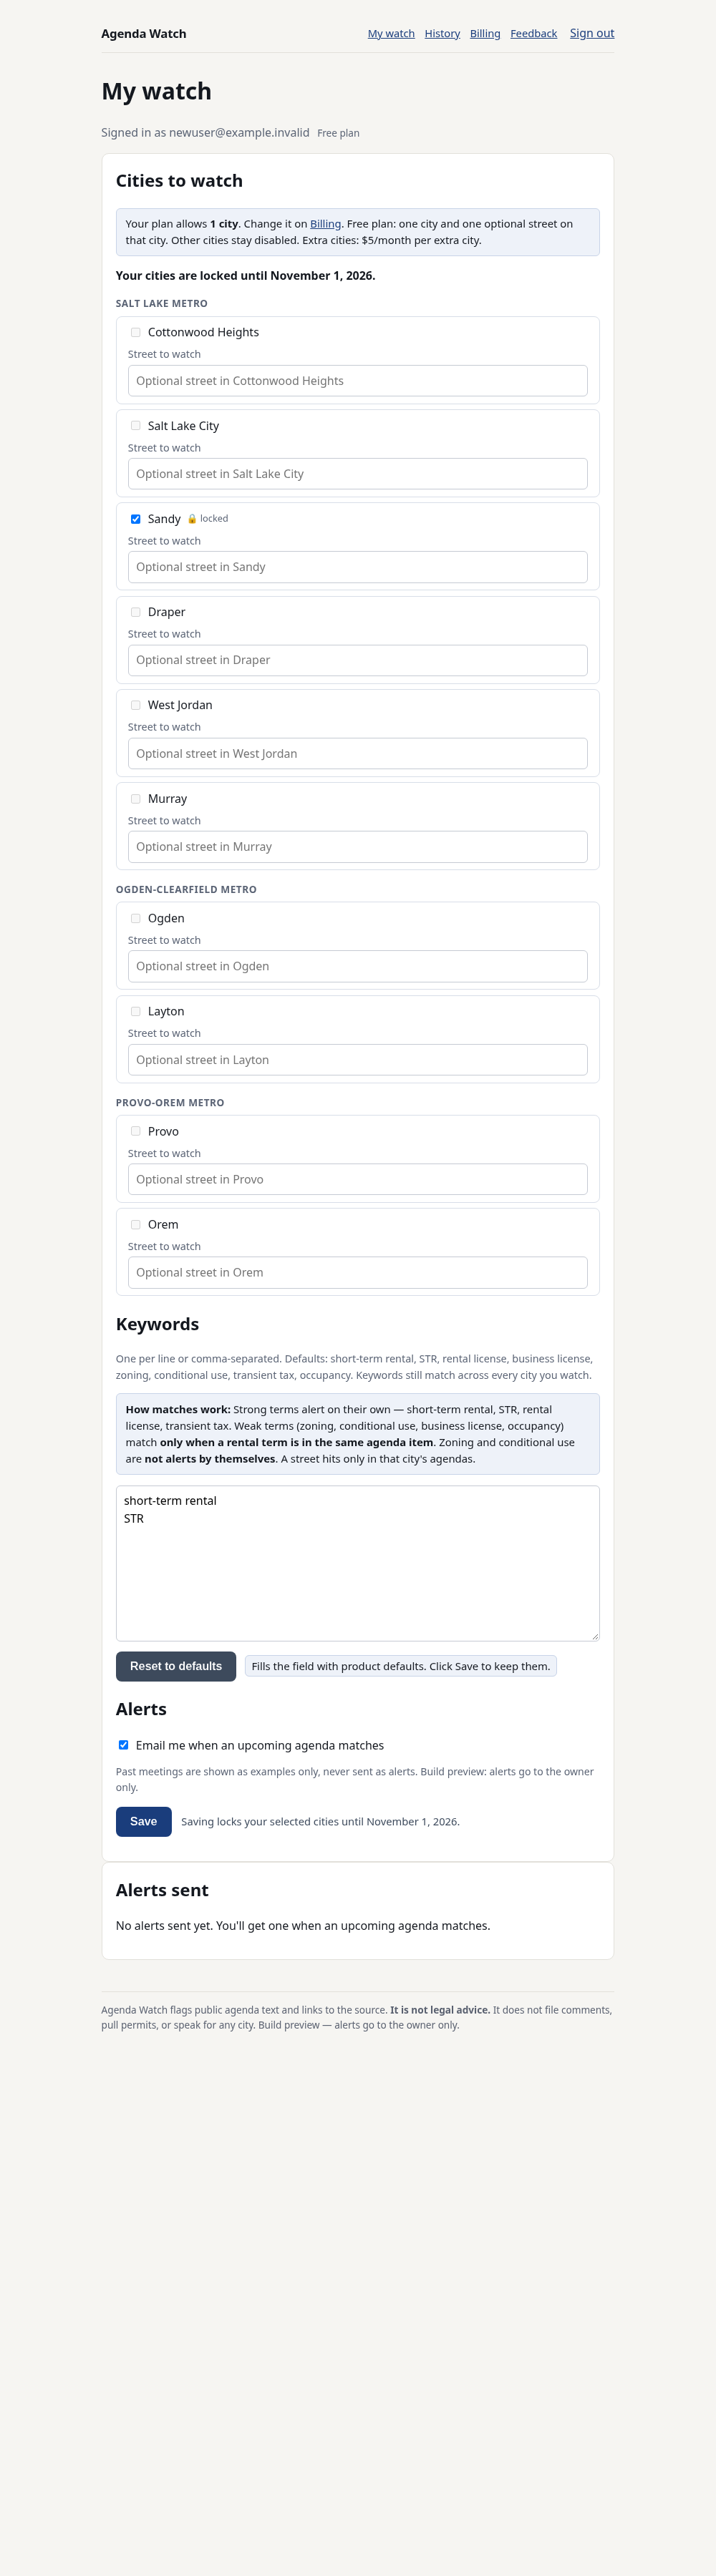 Agenda Watch
My watch History Billing Feedback Sign out
My watch
Signed in as newuser@example.invalid Free plan
Cities to watch
Your plan allows 1 city. Change it on Billing. Free plan: one city and one optional street on
that city. Other cities stay disabled. Extra cities: $5/month per extra city.
Your cities are locked until November 1, 2026.
SALT LAKE METRO
Cottonwood Heights
Street to watch
Optional street in Cottonwood Heights
Salt Lake City
Street to watch
Optional street in Salt Lake City
Sandy 🔒 locked
Street to watch
Optional street in Sandy
Draper
Street to watch
Optional street in Draper
West Jordan
Street to watch
Optional street in West Jordan
Murray
Street to watch
Optional street in Murray
OGDEN-CLEARFIELD METRO
Ogden
Street to watch
Optional street in Ogden
Layton
Street to watch
Optional street in Layton
PROVO-OREM METRO
Provo
Street to watch
Optional street in Provo
Orem
Street to watch
Optional street in Orem
Keywords
One per line or comma-separated. Defaults: short-term rental, STR, rental license, business license,
zoning, conditional use, transient tax, occupancy. Keywords still match across every city you watch.
How matches work: Strong terms alert on their own — short-term rental, STR, rental
license, transient tax. Weak terms (zoning, conditional use, business license, occupancy)
match only when a rental term is in the same agenda item. Zoning and conditional use
are not alerts by themselves. A street hits only in that city's agendas.
short-term rental
STR
Reset to defaults Fills the field with product defaults. Click Save to keep them.
Alerts
Email me when an upcoming agenda matches
Past meetings are shown as examples only, never sent as alerts. Build preview: alerts go to the owner
only.
Save Saving locks your selected cities until November 1, 2026.
Alerts sent
No alerts sent yet. You'll get one when an upcoming agenda matches.
Agenda Watch flags public agenda text and links to the source. It is not legal advice. It does not file comments,
pull permits, or speak for any city. Build preview — alerts go to the owner only.